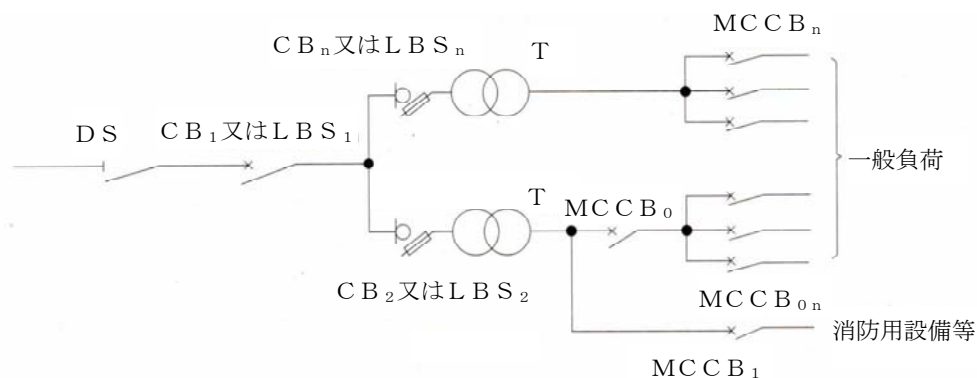 MCCBn
CBn又はLBSn
T
DS
CB1又はLBS1
一般負荷
T
MCCB0
CB2又はLBS2
MCCB0n
消防用設備等
MCCB1